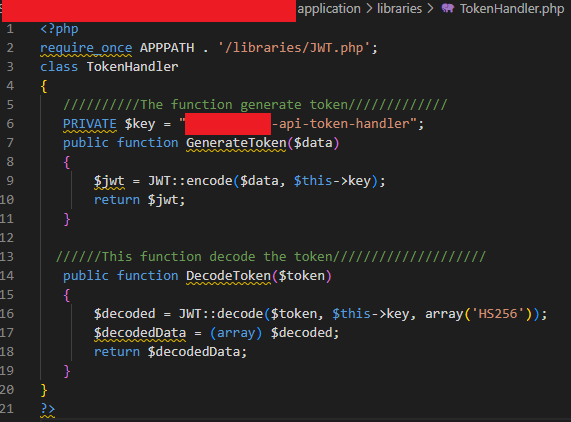 application > libraries > TokenHandler.php
1 <?php
2 require_once APPPATH . '/libraries/JWT.php';
3 class TokenHandler
4 {
5 //////////The function generate token/////////////
6 PRIVATE $key = "-api-token-handler";
7 public function GenerateToken($data)
8 {
9 $jwt = JWT::encode($data, $this->key);
10 return $jwt;
11 }
12
13 //////This function decode the token////////////////////
14 public function DecodeToken($token)
15 {
16 $decoded = JWT::decode($token, $this->key, array('HS256'));
17 $decodedData = (array) $decoded;
18 return $decodedData;
19 }
20 }
21 ?>